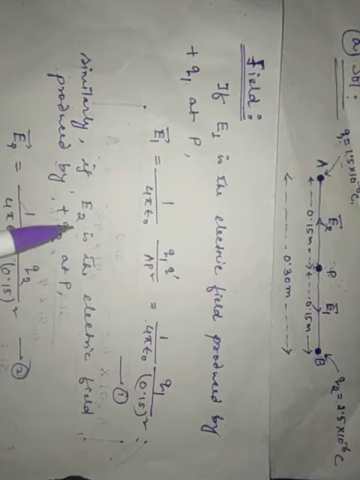 (a) Sol:
q₁ = 1.5×10⁻⁶C,
q₂ = 2.5×10⁻⁶C
A E₂ P E₁ B
0.15m 0.15m
0.30m
Field:
If E₁ is the electric field produced by
+q₁ at P,
E₁ = 1/4πε₀ q₁q'/AP² = 1/4πε₀ q₁/(0.15)²
①
Similarly, if E₂ is the electric field
produced by, + at P,
1 q₂/(0.15)² ②